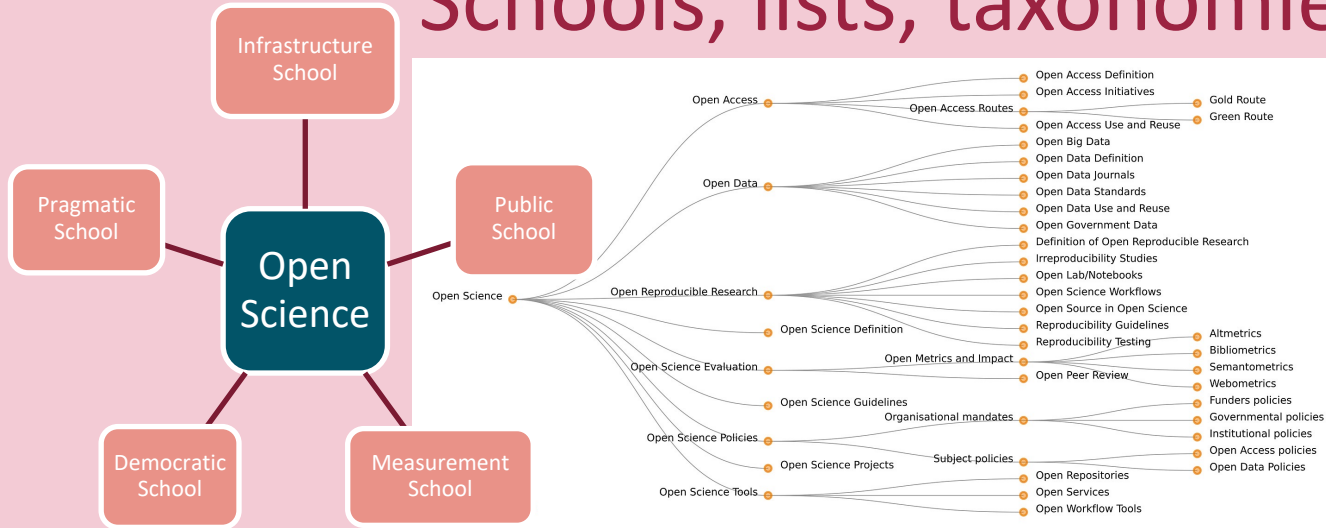 Schools, lists, taxonomie
Infrastructure
School
Pragmatic
School
Public
School
Open
Science
Democratic
School
Measurement
School
Open Science
Open Access
Open Access Definition
Open Access Initiatives
Open Access Routes
Gold Route
Green Route
Open Access Use and Reuse
Open Data
Open Big Data
Open Data Definition
Open Data Journals
Open Data Standards
Open Data Use and Reuse
Open Government Data
Open Reproducible Research
Definition of Open Reproducible Research
Irreproducibility Studies
Open Lab/Notebooks
Open Science Workflows
Open Source in Open Science
Reproducibility Guidelines
Reproducibility Testing
Open Science Definition
Open Science Evaluation
Open Metrics and Impact
Altmetrics
Bibliometrics
Semantometrics
Webometrics
Open Peer Review
Open Science Guidelines
Open Science Policies
Organisational mandates
Funders policies
Governmental policies
Institutional policies
Subject policies
Open Access policies
Open Data Policies
Open Science Projects
Open Science Tools
Open Repositories
Open Services
Open Workflow Tools